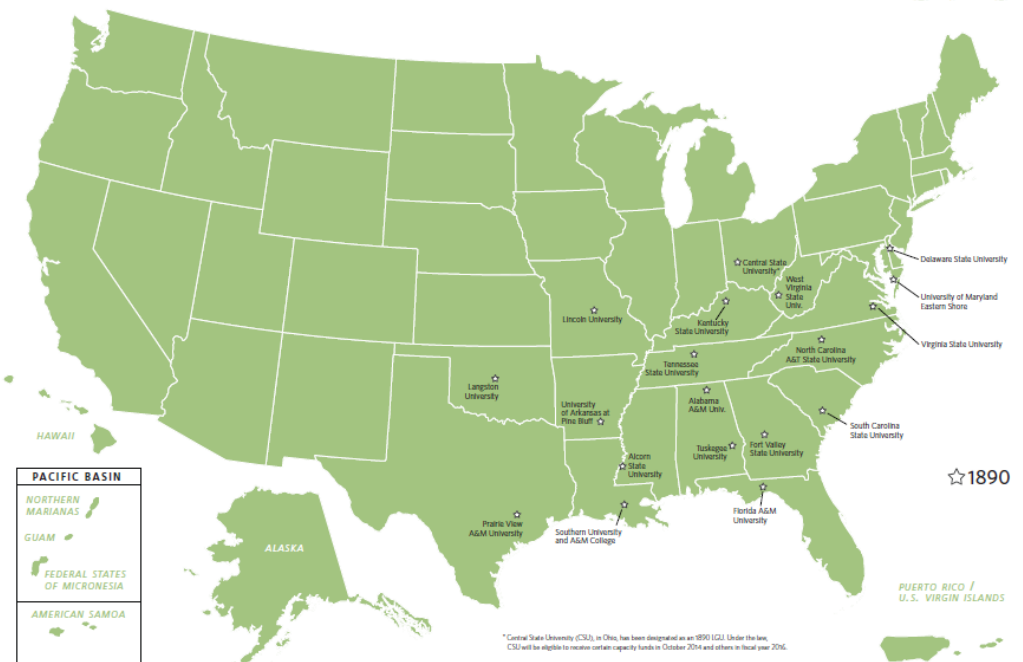 Delaware State University
Central State
University*
West
Virginia
State
Univ.
University of Maryland
Eastern Shore
Lincoln University
Kentucky
State University
Virginia State University
North Carolina
A&T State University
Tennessee
State University
Langston
University
Alabama
A&M Univ.
University
of Arkansas at
Pine Bluff
South Carolina
State University
HAWAII
Tuskegee
University
Fort Valley
State University
Alcorn
State
University
1890
PACIFIC BASIN
NORTHERN
MARIANAS
GUAM
FEDERAL STATES
OF MICRONESIA
AMERICAN SAMOA
Florida A&M
University
Prairie View
A&M University
Southern University
and A&M College
ALASKA
PUERTO RICO /
U.S. VIRGIN ISLANDS
* Central State University (CSU), in Ohio, has been designated as an 1890 LGU. Under the law,
CSU will be eligible to receive certain capacity funds in October 2014 and others in fiscal year 2016.